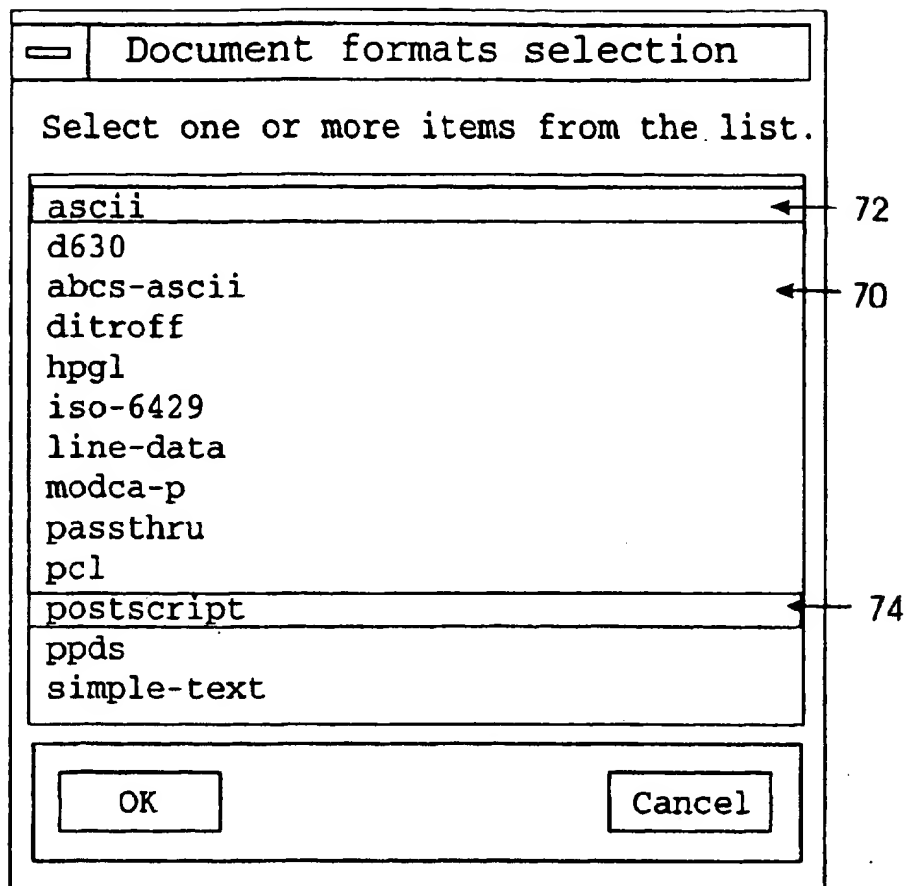 Document formats selection
Select one or more items from the list.
ascii
72
d630
abcs-ascii
70
ditroff
hpgl
iso-6429
line-data
modca-p
passthru
pcl
postscript
74
ppds
simple-text
OK
Cancel